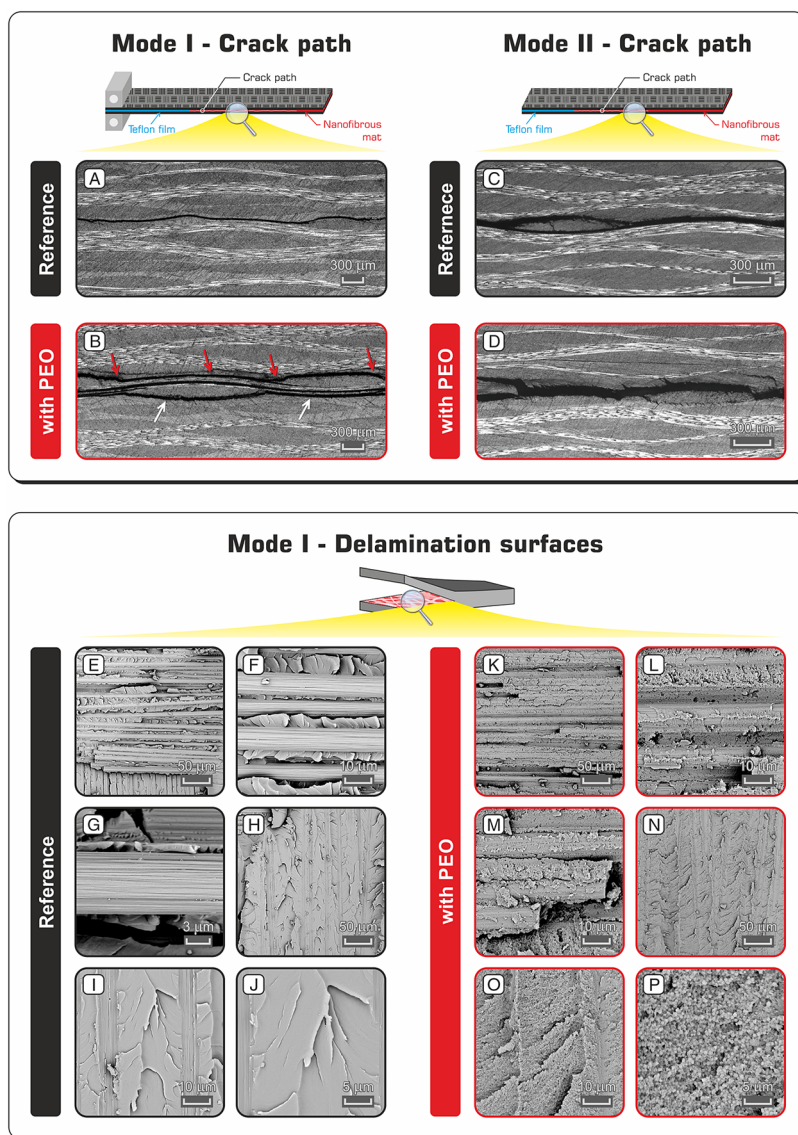 Mode I - Crack path
Crack path
Teflon film
Nanofibrous
mat
Reference
A
300 µm
with PEO
B
300 µm
Mode II - Crack path
Crack path
Teflon film
Nanofibrous
mat
Refernece
C
300 µm
with PEO
D
300 µm
Mode I - Delamination surfaces
Reference
E
50 µm
F
10 µm
G
3 µm
H
50 µm
I
10 µm
J
5 µm
with PEO
K
50 µm
L
10 µm
M
10 µm
N
50 µm
O
10 µm
P
5 µm